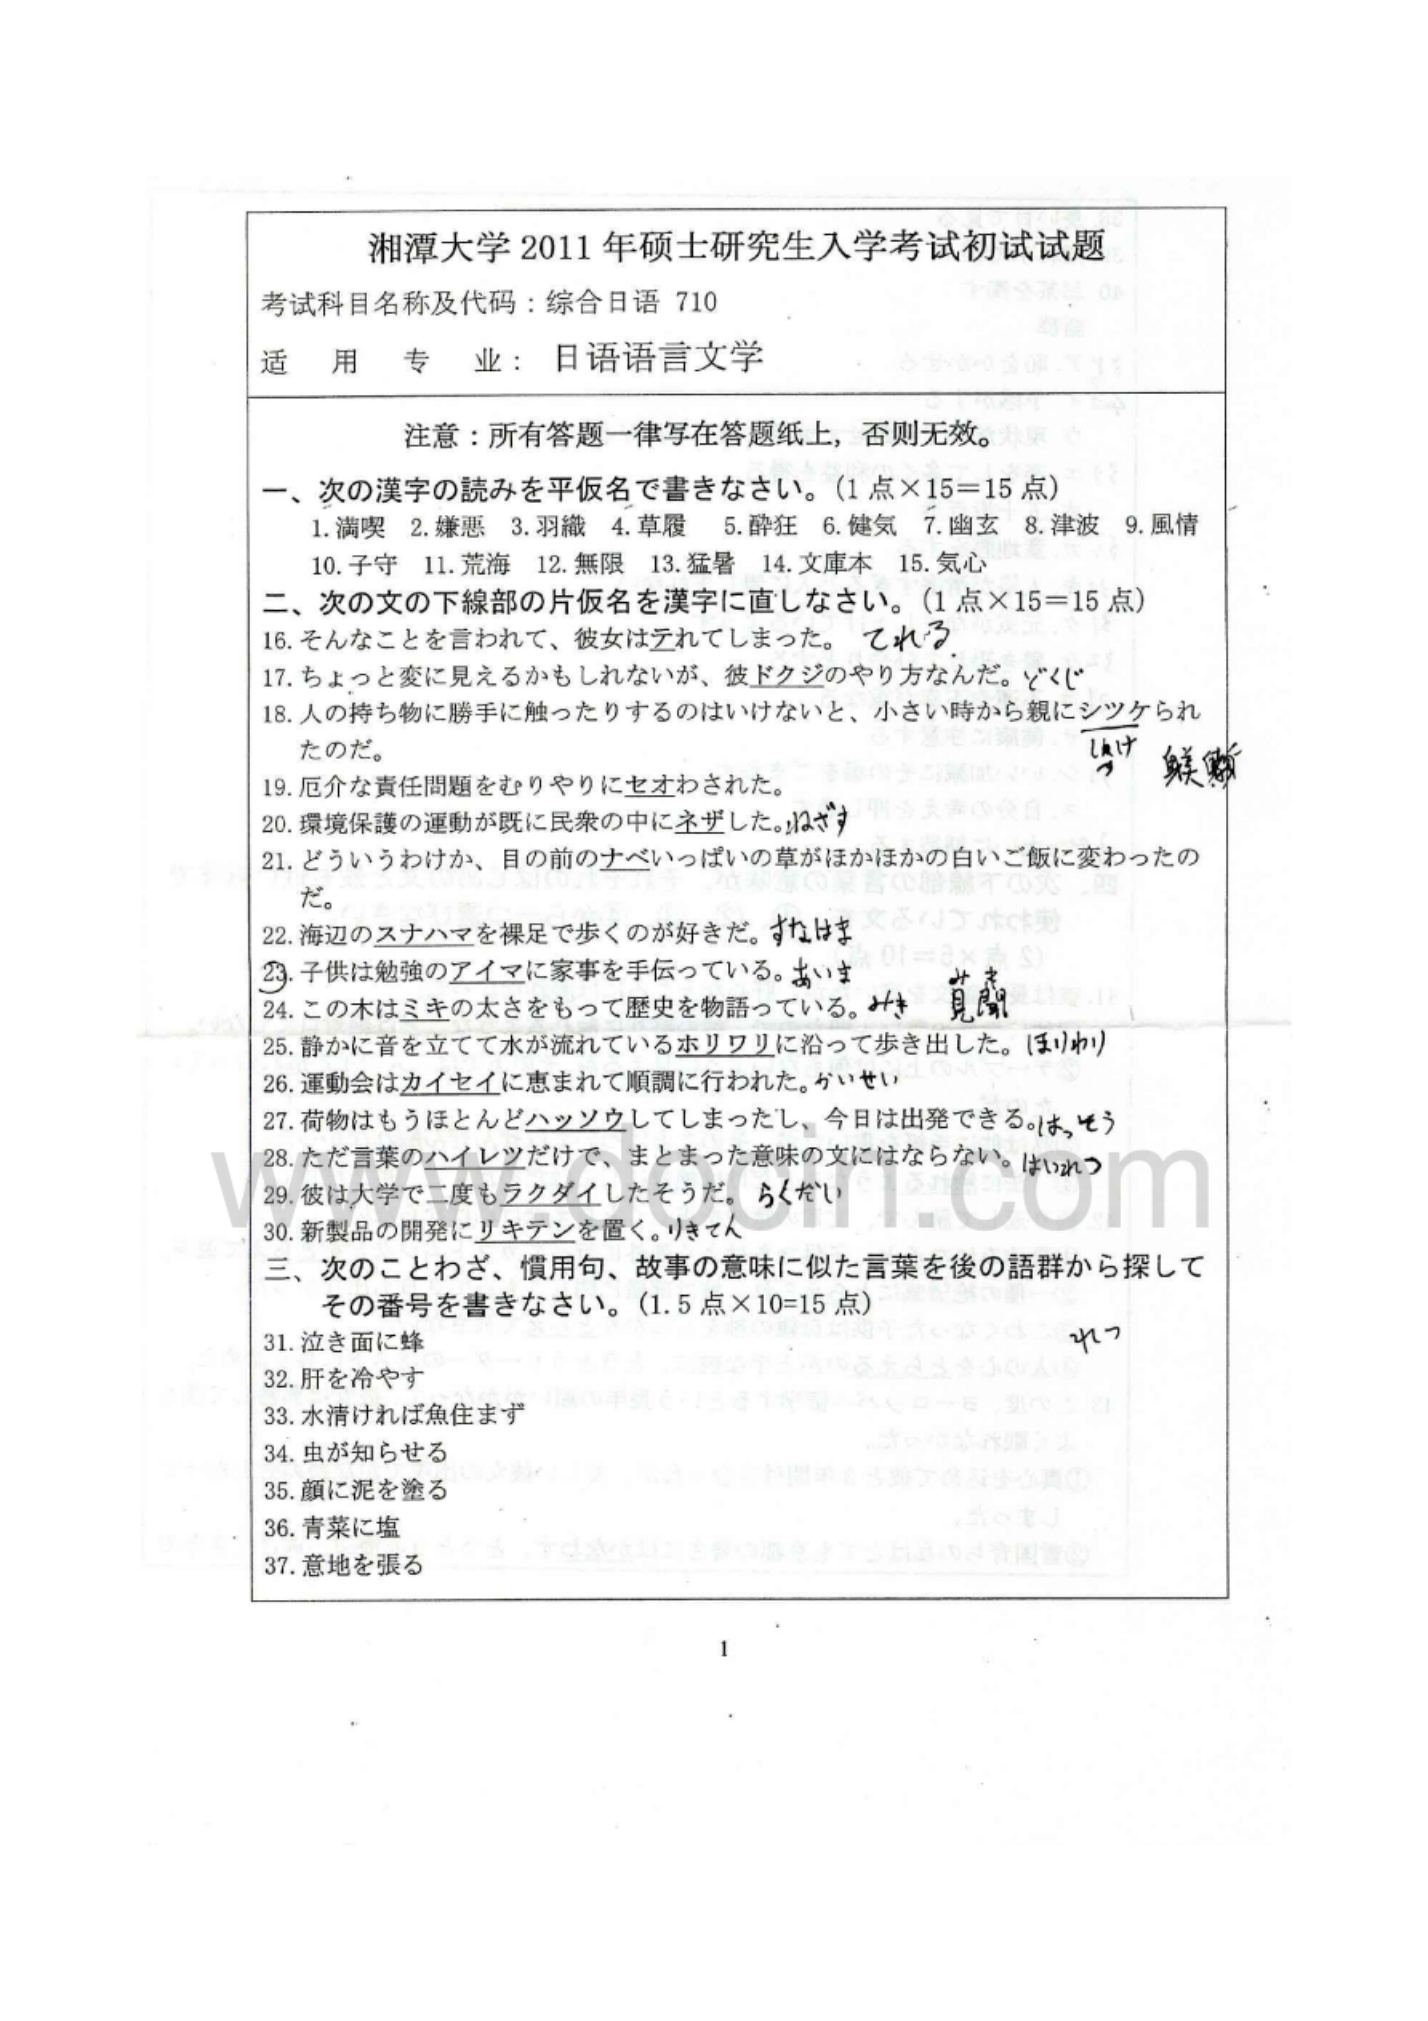 湘潭大学 2011 年硕士研究生入学考试初试试题
考试科目名称及代码：综合日语 710
适 用 专 业： 日语语言文学
注意：所有答题一律写在答题纸上，否则无效。
一、次の漢字の読みを平仮名で書きなさい。(1 点×15＝15 点)
1.満喫 2.嫌悪 3.羽織 4.草履 5.酔狂 6.健気 7.幽玄 8.津波 9.風情
10.子守 11.荒海 12.無限 13.猛暑 14.文庫本 15.気心
二、次の文の下線部の片仮名を漢字に直しなさい。(1 点×15＝15 点)
16.そんなことを言われて、彼女はテれてしまった。 てれる
17.ちょっと変に見えるかもしれないが、彼ドクジのやり方なんだ。どくじ
18.人の持ち物に勝手に触ったりするのはいけないと、小さい時から親にシツケられ
たのだ。
19.厄介な責任問題をむりやりにセオわされた。
20.環境保護の運動が既に民衆の中にネザした。ねざす
21.どういうわけか、目の前のナベいっぱいの草がほかほかの白いご飯に変わったの
だ。
22.海辺のスナハマを裸足で歩くのが好きだ。すなはま
23.子供は勉強のアイマに家事を手伝っている。あいま
24.この木はミキの太さをもって歴史を物語っている。みき
25.静かに音を立てて水が流れているホリワリに沿って歩き出した。ほりわり
26.運動会はカイセイに恵まれて順調に行われた。かいせい
27.荷物はもうほとんどハッソウしてしまったし、今日は出発できる。はっそう
28.ただ言葉のハイレツだけで、まとまった意味の文にはならない。はいれつ
29.彼は大学で二度もラクダイしたそうだ。らくだい
30.新製品の開発にリキテンを置く。りきてん
三、次のことわざ、慣用句、故事の意味に似た言葉を後の語群から探して
その番号を書きなさい。(1.5 点×10=15 点)
31.泣き面に蜂
れつ
32.肝を冷やす
33.水清ければ魚住まず
34.虫が知らせる
35.顔に泥を塗る
36.青菜に塩
37.意地を張る
1
www.docin.com